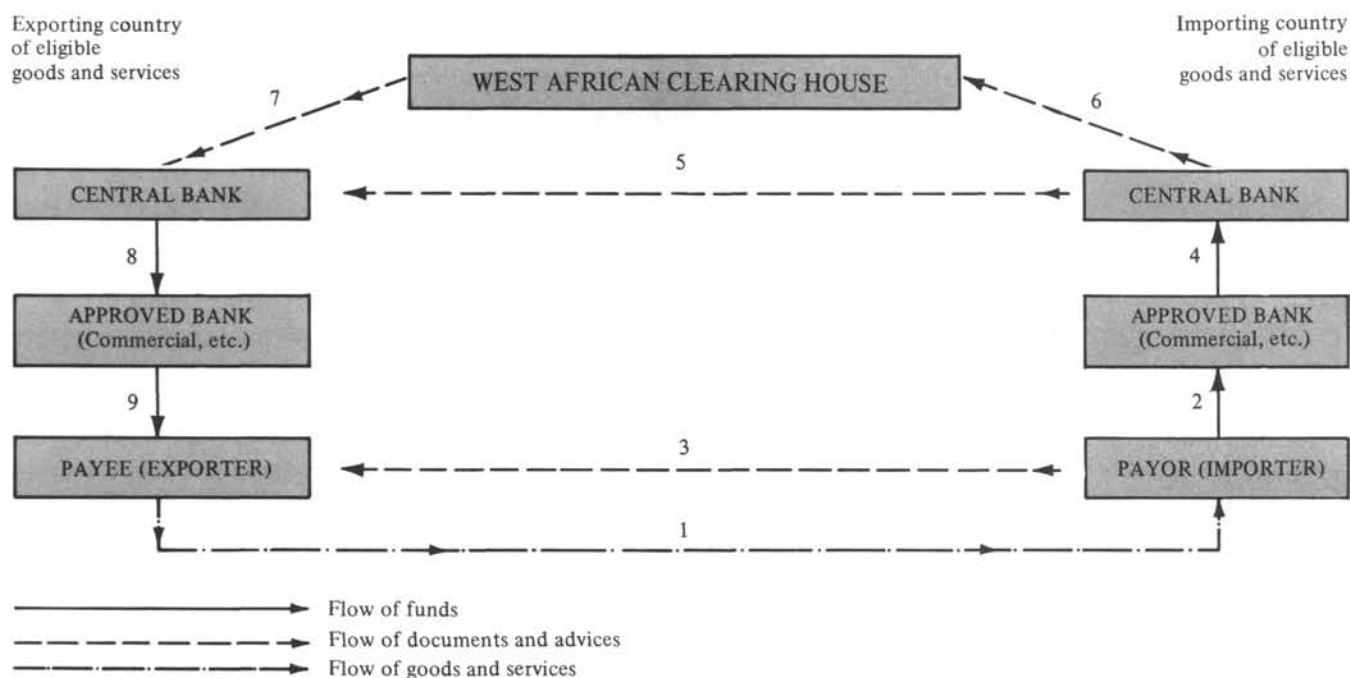 Exporting country
of eligible
goods and services
Importing country
of eligible
goods and services
WEST AFRICAN CLEARING HOUSE
7
6
5
CENTRAL BANK
CENTRAL BANK
8
4
APPROVED BANK
(Commercial, etc.)
APPROVED BANK
(Commercial, etc.)
9
2
3
PAYEE (EXPORTER)
PAYOR (IMPORTER)
1
Flow of funds
Flow of documents and advices
Flow of goods and services